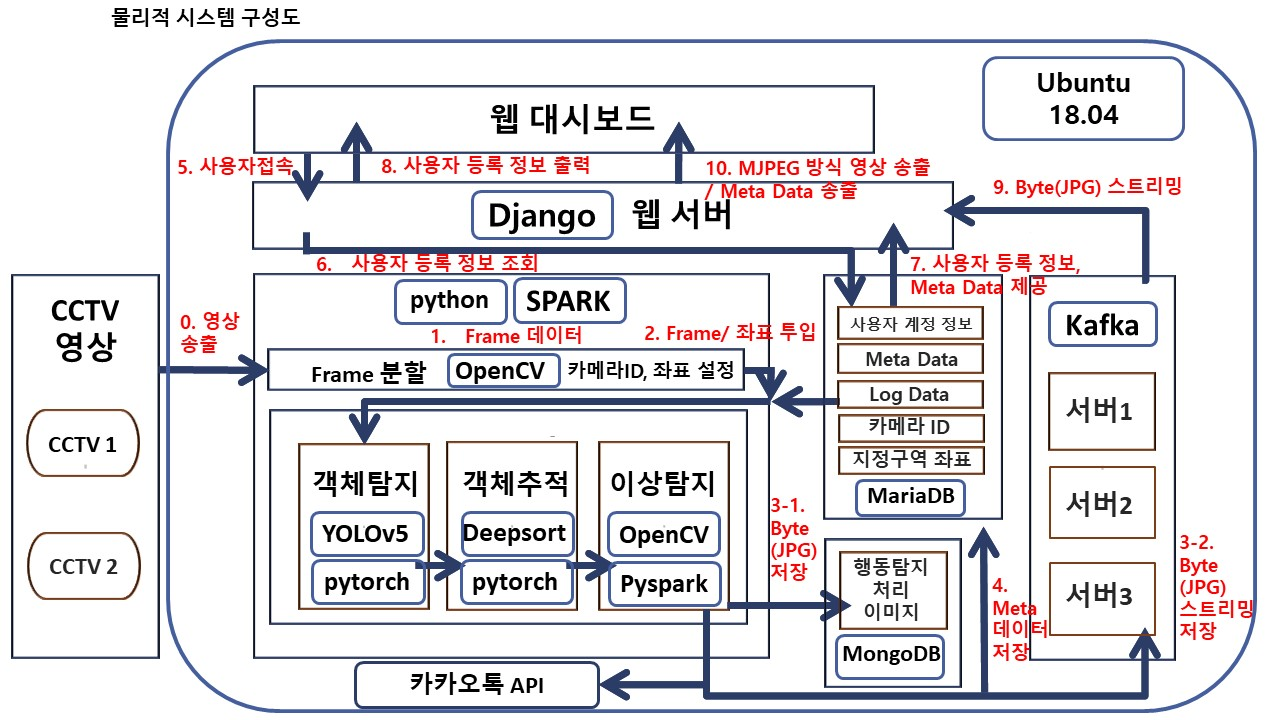 물리적 시스템 구성도
Ubuntu
18.04
웹 대시보드
5. 사용자접속
8. 사용자 등록 정보 출력
10. MJPEG 방식 영상 송출
/ Meta Data 송출
9. Byte(JPG) 스트리밍
Django 웹 서버
6. 사용자 등록 정보 조회
7. 사용자 등록 정보,
Meta Data 제공
CCTV
영상
CCTV 1
CCTV 2
0. 영상
송출
python
SPARK
1. Frame 데이터
2. Frame/ 좌표 투입
Frame 분할
OpenCV
카메라ID, 좌표 설정
객체탐지
YOLOv5
pytorch
객체추적
Deepsort
pytorch
이상탐지
OpenCV
Pyspark
사용자 계정 정보
Meta Data
Log Data
카메라 ID
지정구역 좌표
MariaDB
3-1.
Byte
(JPG)
저장
행동탐지
처리
이미지
MongoDB
4.
Meta
데이터
저장
Kafka
서버1
서버2
서버3
3-2.
Byte
(JPG)
스트리밍
저장
카카오톡 API